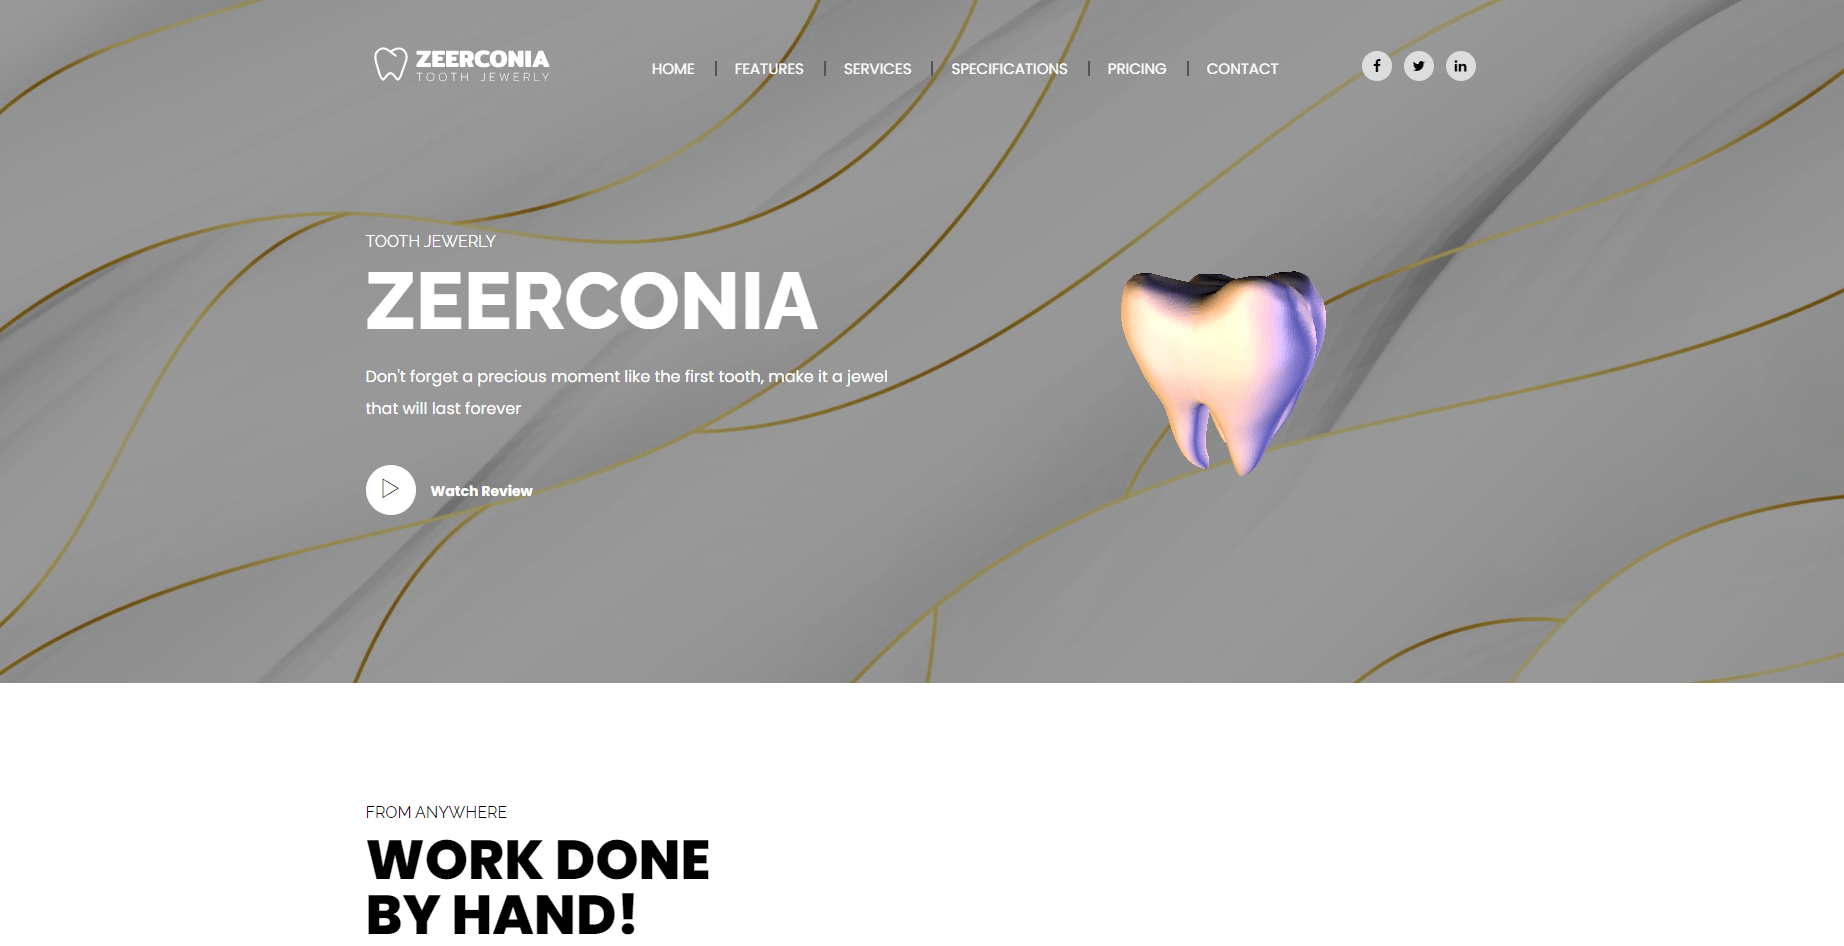 ZEERCONIA
TOOTH JEWERLY
HOME
FEATURES
SERVICES
SPECIFICATIONS
PRICING
CONTACT
TOOTH JEWERLY
ZEERCONIA
Don't forget a precious moment like the first tooth, make it a jewel
that will last forever
Watch Review
FROM ANYWHERE
WORK DONE
BY HAND!